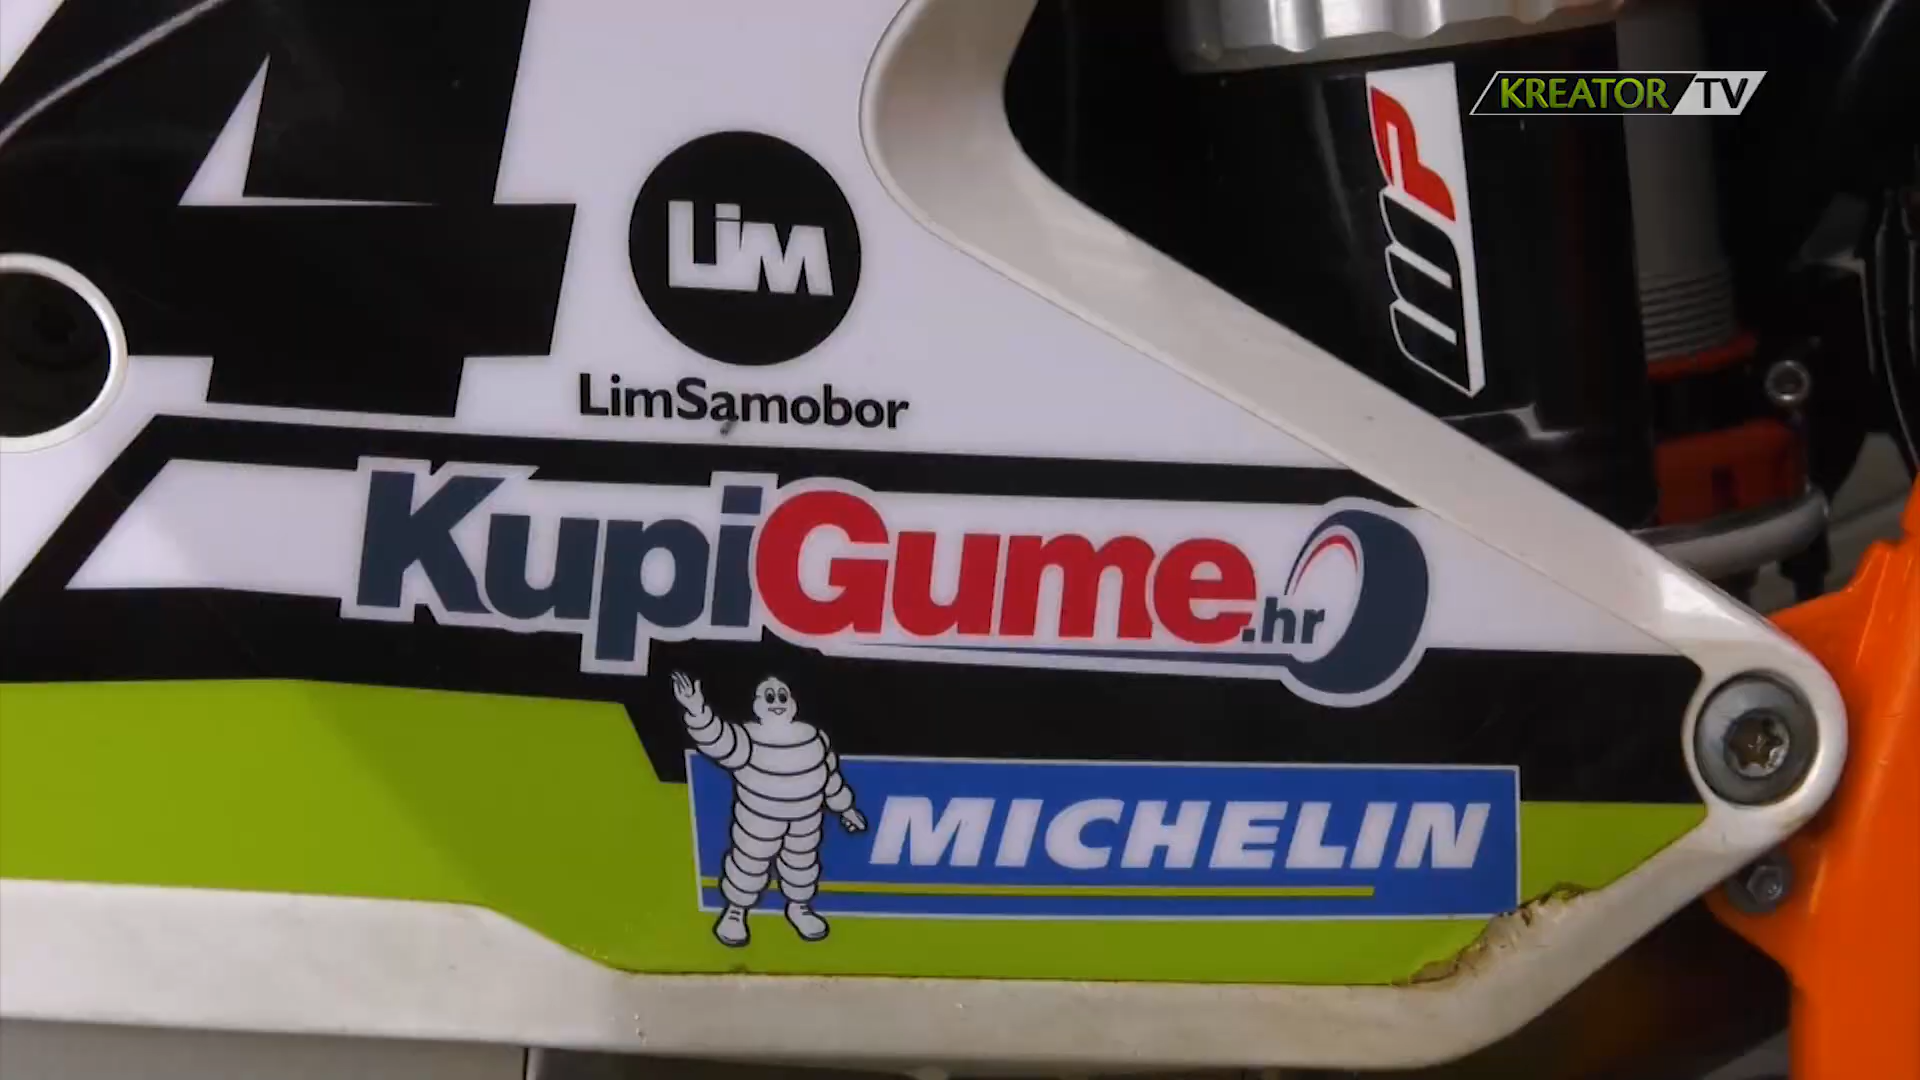 4
KREATOR TV
WP
LIM
LimSamobor
KupiGume.hr
MICHELIN